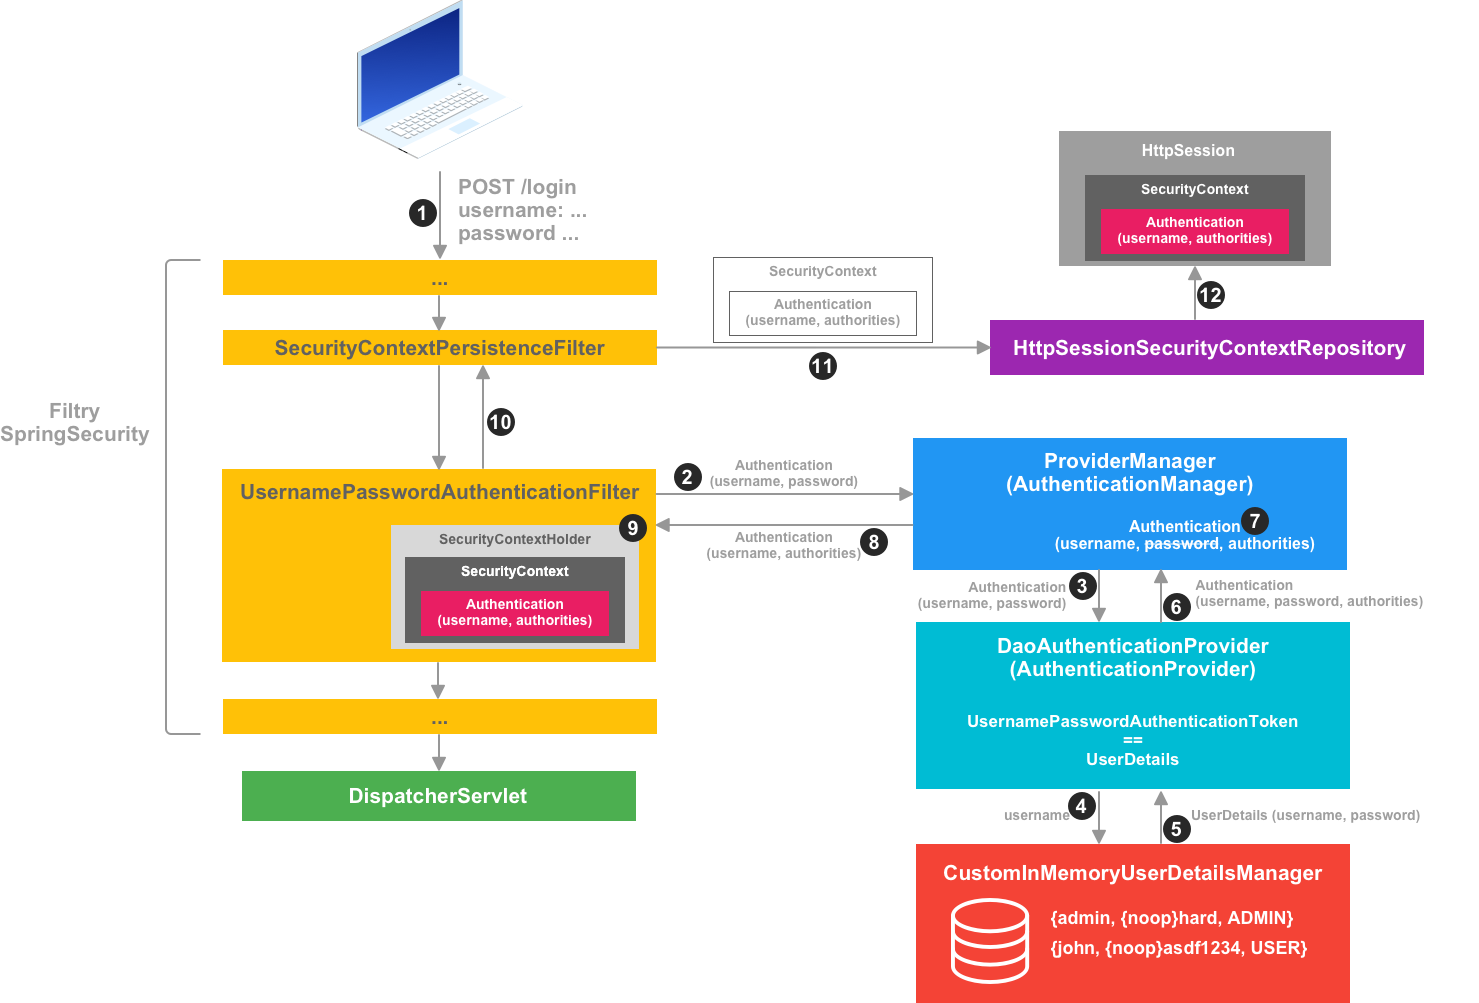 1
POST /login
username: ...
password ...
...
SecurityContextPersistenceFilter
10
Filtry
SpringSecurity
UsernamePasswordAuthenticationFilter
9
SecurityContextHolder
SecurityContext
Authentication
(username, authorities)
...
DispatcherServlet
SecurityContext
Authentication
(username, authorities)
11
HttpSession
SecurityContext
Authentication
(username, authorities)
12
HttpSessionSecurityContextRepository
2
Authentication
(username, password)
Authentication
(username, authorities)
8
ProviderManager
(AuthenticationManager)
Authentication
7
(username, password, authorities)
Authentication
(username, password)
3
6
Authentication
(username, password, authorities)
DaoAuthenticationProvider
(AuthenticationProvider)
UsernamePasswordAuthenticationToken
==
UserDetails
username
4
5
UserDetails (username, password)
CustomInMemoryUserDetailsManager
{admin, {noop}hard, ADMIN}
{john, {noop}asdf1234, USER}